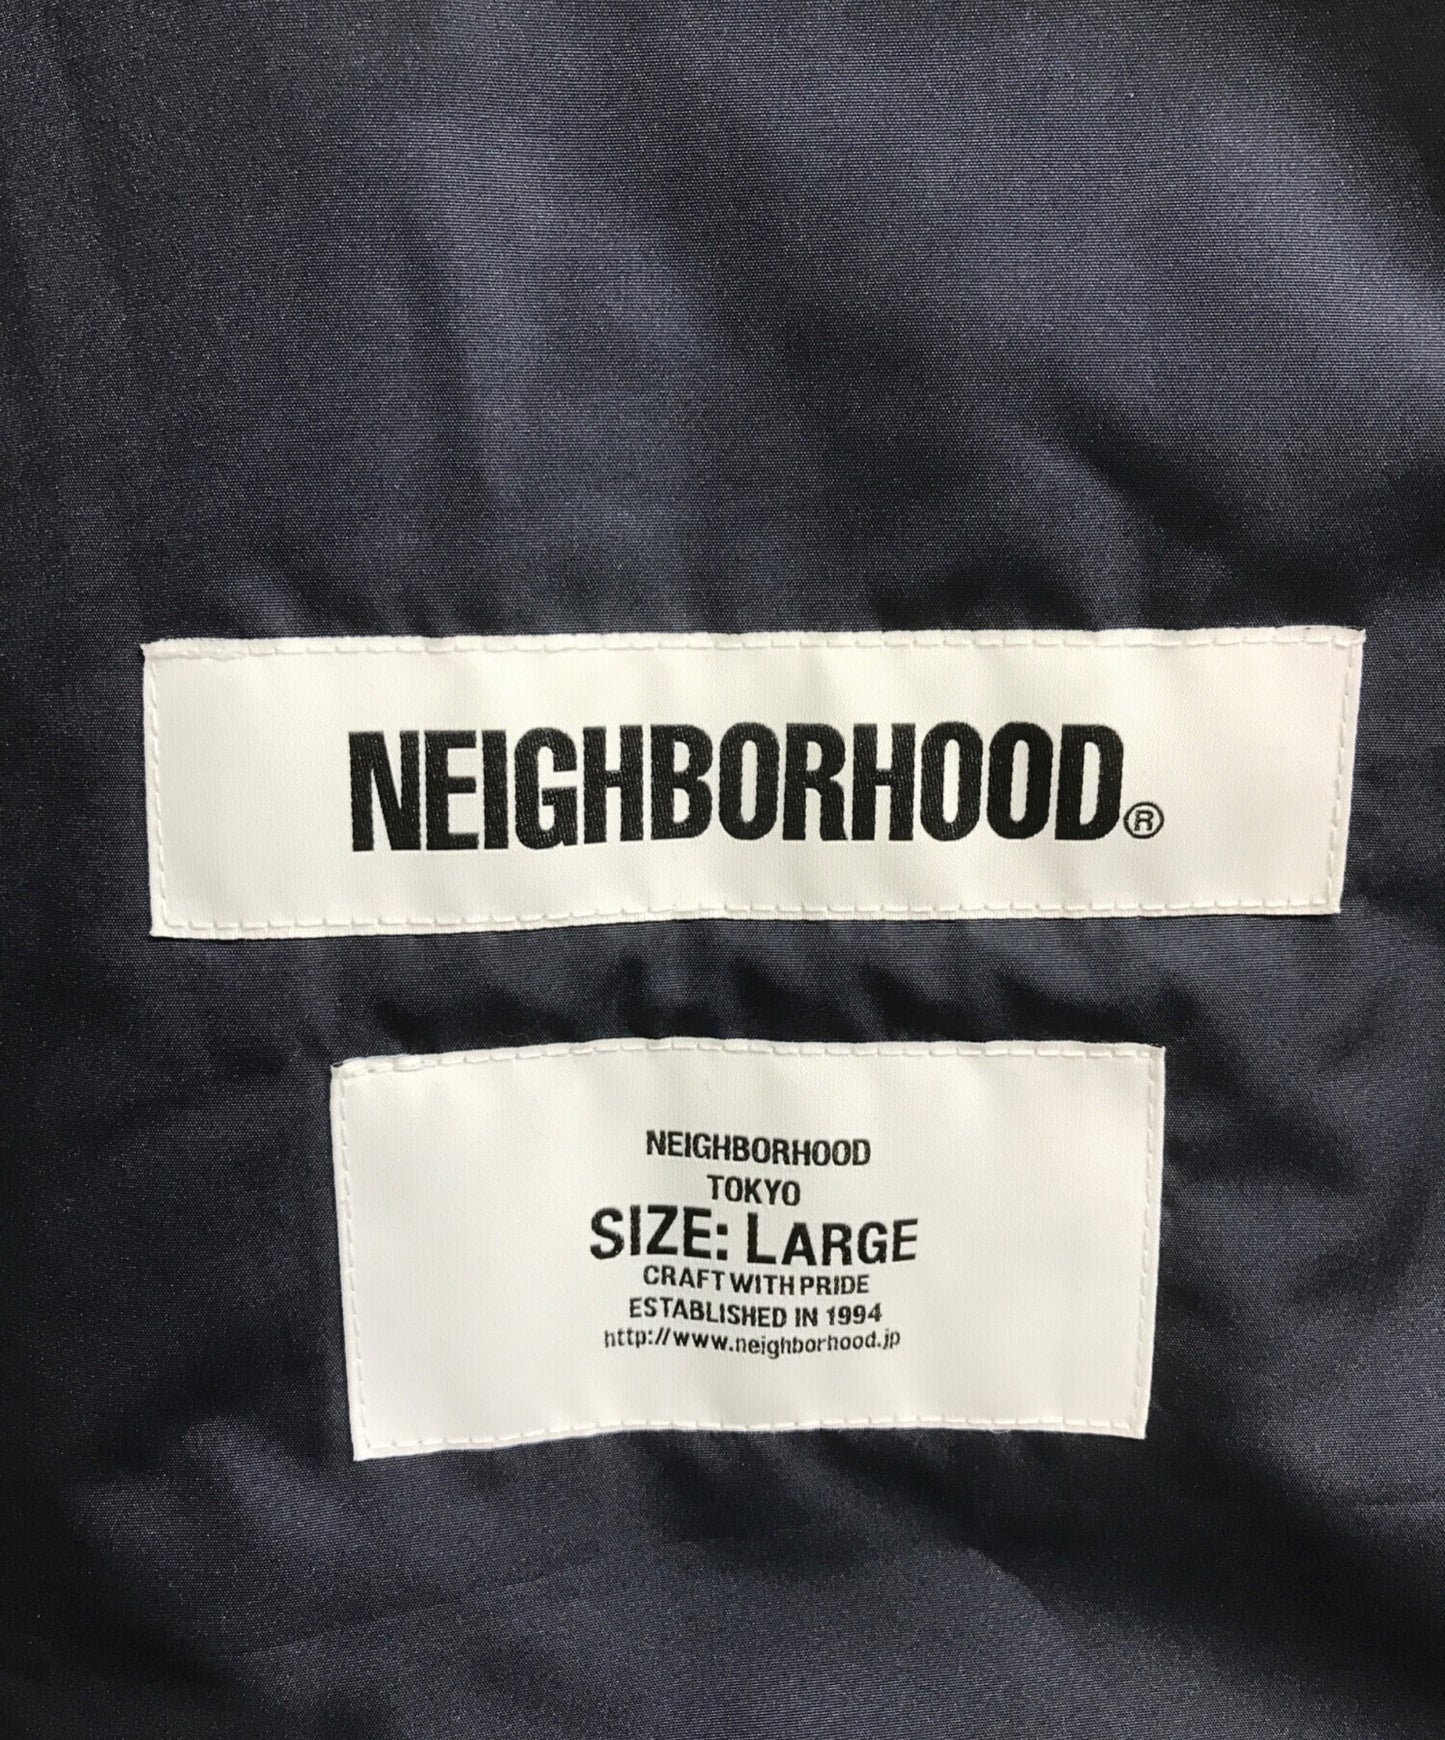 NEIGHBORHOOD®
NEIGHBORHOOD
TOKYO
SIZE: LARGE
CRAFT WITH PRIDE
ESTABLISHED IN 1994
http://www.neighborhood.jp